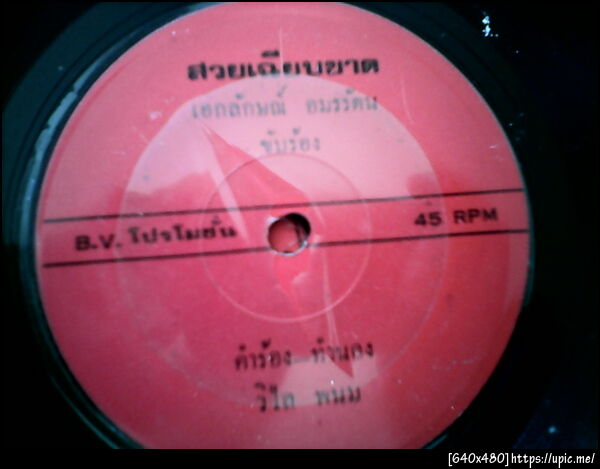 สวยเฉียบขาด
เอกลักษณ์ อมรรัตน
ขับร้อง
45 RPM
B.V. โปรโมชั่น
คำร้อง-ทำนอง
วิไล พนม
[640x480]https://upic.me/